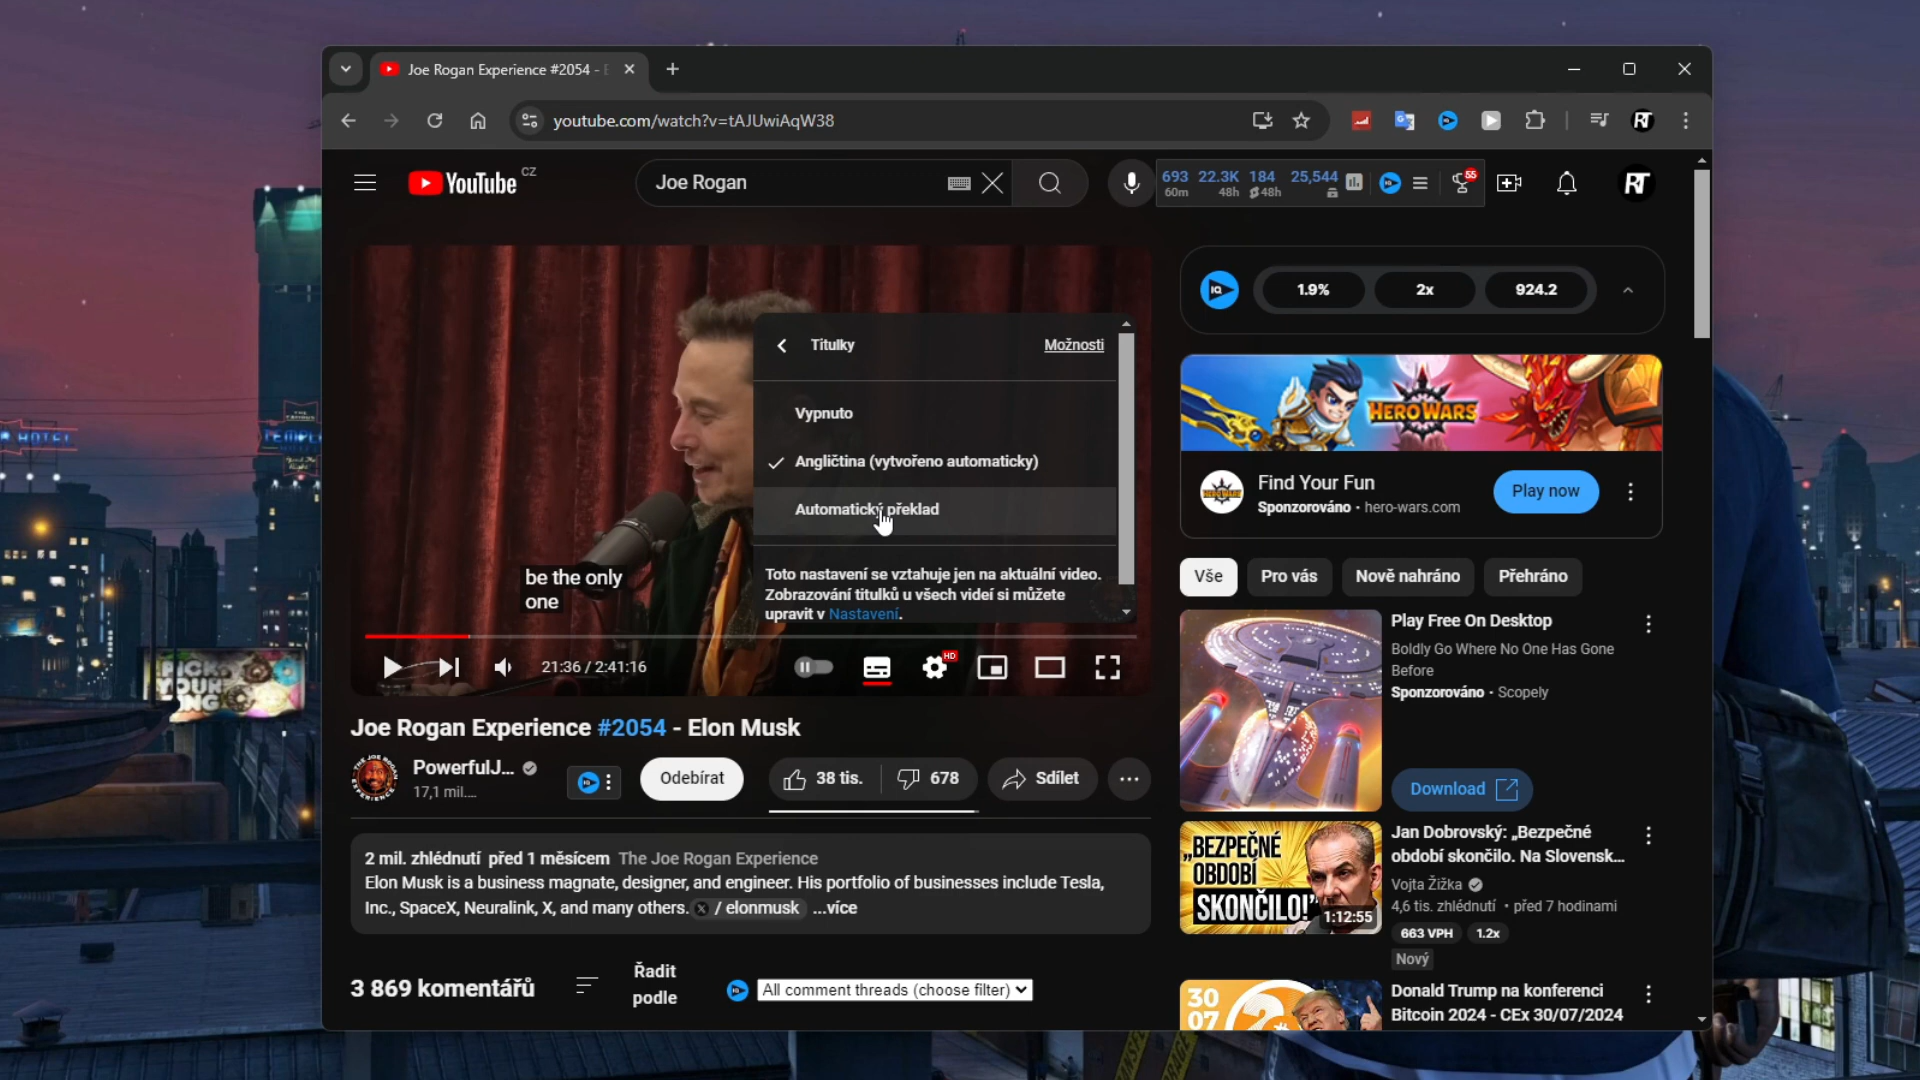 Joe Rogan Experience #2054 -
youtube.com/watch?v=tAJUwiAqW38
YouTube CZ
Joe Rogan
693 22.3K 184 25,544
60m 48h 48h
55
RT
1.9% 2x 924.2
Titulky
Možnosti
Vypnuto
Angličtina (vytvořeno automaticky)
Automatický překlad
Toto nastavení se vztahuje jen na aktuální video.
Zobrazování titulků u všech videí si můžete
upravit v Nastavení.
be the only
one
21:36 / 2:41:16
HD
HERO WARS
Find Your Fun
Sponzorováno · hero-wars.com
Play now
Vše
Pro vás
Nově nahráno
Přehráno
Play Free On Desktop
Boldly Go Where No One Has Gone
Before
Sponzorováno · Scopely
Download
Joe Rogan Experience #2054 - Elon Musk
PowerfulJ...
17,1 mil....
Odebírat
38 tis.
678
Sdílet
2 mil. zhlédnutí před 1 měsícem The Joe Rogan Experience
Elon Musk is a business magnate, designer, and engineer. His portfolio of businesses include Tesla,
Inc., SpaceX, Neuralink, X, and many others. / elonmusk ...více
3 869 komentářů
Řadit
podle
All comment threads (choose filter)
„BEZPEČNÉ
OBDOBÍ
SKONČILO!"
1:12:55
Jan Dobrovský: „Bezpečné
období skončilo. Na Slovensk...
Vojta Žižka
4,6 tis. zhlédnutí · před 7 hodinami
663 VPH 1.2x
Nový
30
07
Donald Trump na konferenci
Bitcoin 2024 - CEx 30/07/2024
HOTEL
PICK
YOUR